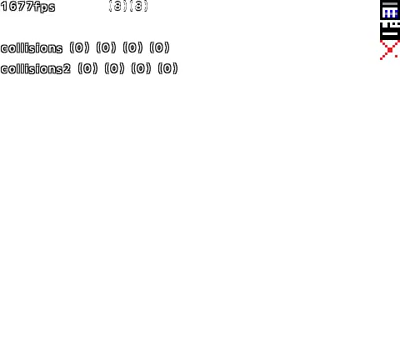 1677fps (8)(8)
collisions (0) (0) (0) (0)
collisions2 (0) (0) (0) (0)